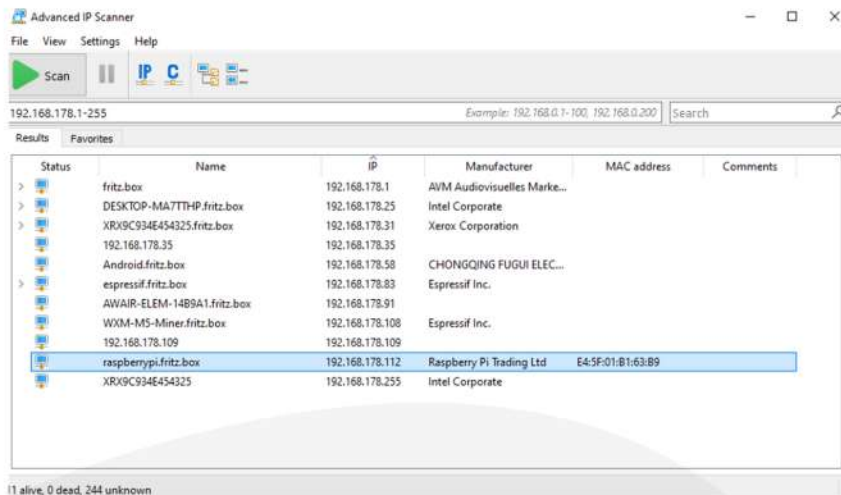 Advanced IP Scanner
File View Settings Help
Scan IP C
192.168.178.1-255 Example: 192.168.0.1-100, 192.168.0.200 Search
Results Favorites
Status Name IP Manufacturer MAC address Comments
fritz.box 192.168.178.1 AVM Audiovisuelles Marke...
DESKTOP-MA7TTHP.fritz.box 192.168.178.25 Intel Corporate
XRX9C934E454325.fritz.box 192.168.178.31 Xerox Corporation
192.168.178.35 192.168.178.35
Android.fritz.box 192.168.178.58 CHONGQING FUGUI ELEC...
espressif.fritz.box 192.168.178.83 Espressif Inc.
AWAIR-ELEM-14B9A1.fritz.box 192.168.178.91
WXM-M5-Miner.fritz.box 192.168.178.108 Espressif Inc.
192.168.178.109 192.168.178.109
raspberrypi.fritz.box 192.168.178.112 Raspberry Pi Trading Ltd E4:5F:01:B1:63:B9
XRX9C934E454325 192.168.178.255 Intel Corporate
11 alive, 0 dead, 244 unknown